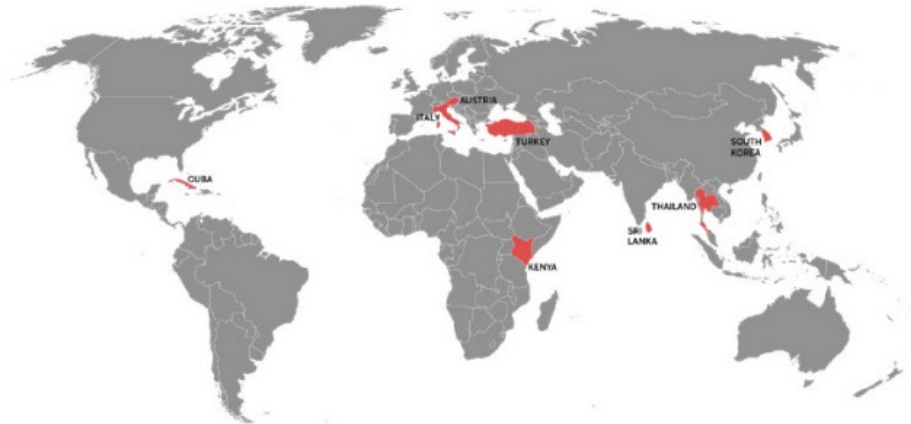 AUSTRIA
ITALY
TURKEY
SOUTH
KOREA
CUBA
THAILAND
SRI
LANKA
KENYA